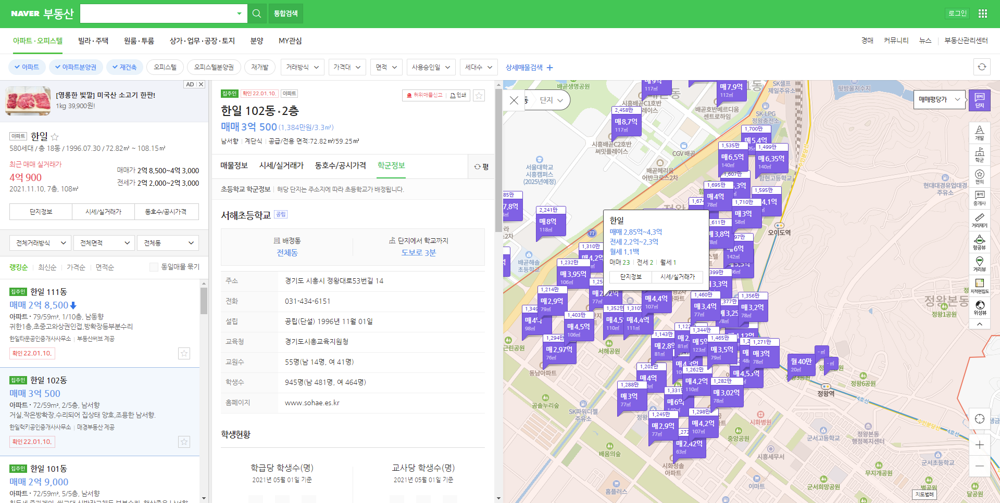 NAVER 부동산
통합검색
로그인
아파트·오피스텔
빌라·주택
원룸·투룸
상가·업무·공장·토지
분양
MY관심
경매
커뮤니티
뉴스
부동산관리센터
아파트
아파트분양권
재건축
오피스텔
오피스텔분양권
재개발
거래방식
가격대
면적
사용승인일
세대수
상세매물검색
AD
[영롱한 빛깔] 미국산 소고기 한판!
1kg 39,900원!
아파트 한일
580세대 / 총 18동 / 1996.07.30 / 72.82㎡ ~ 108.15㎡
최근 매매 실거래가
4억 900
2021.11.10, 7층, 108㎡
매매가 2억 8,500~4억 3,000
전세가 2억 2,000~2억 3,000
단지정보
시세/실거래가
동호수/공시가격
전체거래방식
전체면적
전체동
랭킹순
최신순
가격순
면적순
동일매물 묶기
집주인 한일 111동
매매 2억 8,500
아파트 · 79/59㎡, 1/10층, 남동향
귀한1층,초중고와상권인접,방확장등부분수리
한일타운공인중개사사무소 | 부동산써브 제공
확인 22.01.10.
집주인 한일 102동
매매 3억 500
아파트 · 72/59㎡, 2/5층, 남서향
거실,작은방확장,수리되어 집상태 양호,조용한 남서향.
한일럭키공인중개사사무소 | 매경부동산 제공
확인 22.01.10.
집주인 한일 101동
매매 2억 9,000
아파트 · 72/59㎡, 5/5층, 남서향
집주인 확인 22.01.10. 아파트
허위매물신고
인쇄
한일 102동 · 2층
매매 3억 500 (1,384만원/3.3㎡)
남서향 | 계단식 | 공급/전용 면적:72.82㎡/59.25㎡
매물정보
시세/실거래가
동호수/공시가격
학군정보
평
초등학교 학군정보 | 해당 단지는 주소지에 따라 초등학교가 배정됩니다.
서해초등학교 공립
배정동
전체동
단지에서 학교까지
도보로 3분
주소 경기도 시흥시 정왕대로53번길 14
전화 031-434-6151
설립 공립(단설) 1996년 11월 01일
교육청 경기도시흥교육지원청
교원수 55명(남 14명, 여 41명)
학생수 945명(남 481명, 여 464명)
홈페이지 www.sohae.es.kr
학생현황
학급당 학생수(명)
2021년 05월 01일 기준
교사당 학생수(명)
2021년 05월 01일 기준
단지
매매평당가
단지
단지
개발
학군
편의
중개
중개사
거리재기
항공뷰
거리뷰
지적편집도
위성뷰
지도범례
한일
매매 2.85억~4.3억
전세 2.2억~2.3억
월세 1.1백
매매 23 | 전세 2 | 월세 1
단지정보
시세/실거래가
배곧생명공원
매9억
117㎡
매7.9억
112㎡
SK셀프
제일주유소
뒷방울저수지
2,458만
매8.7억
117㎡
시흥배곧C1호반
배곧호반베르디움
센트로하임
SK-LPG
정왕충전소
시흥배곧C2호반
써밋플레이스
CGV 배곧
1,700만
매5.4억
1,535만
매6.5억
140㎡
1,499만
매6.35억
140㎡
함현고등학교
서울대학교
시흥캠퍼스
(2025년예정)
배곧헤리움
어반크로스2차
현대대경유업대경
주유소
1,607만
1,695만
매4억
78㎡
1,595만
1,710만
매3억
58㎡
2,241만
매8억
118㎡
77
오이도역
매6억
142㎡
배곧해솔
초등학교
1,310만
매4.2억
1,232만
매3.95억
106㎡
1,214만
매2.9억
79㎡
1,403만
매4.5억
106㎡
98㎡
1,294만
매2.97억
76㎡
77㎡
매4.4억
107㎡
1,352만
110㎡
매4.4억
111㎡
1,460만
매3.4억
77㎡
1,356만
매3.2억
78㎡
정왕본동
정왕1공원
서해공원
동남아파트
1,143만
매2.8억
81㎡
1,344만
123㎡
1,465만
매3.5억
79㎡
1,271만
매3억
78㎡
월40만
20㎡
- ㎡
- ㎡
정왕6공원
정왕역
4호선
수인분당선
4호선
매4.55억
1,262만
매4.2억
110㎡
1,282만
매3.02억
78㎡
1,202만
매4억
1,288만
매3억
77㎡
1,331만
매6억
1,245만
매2.9억
77㎡
1,298만
매4.2억
107㎡
매2.42억
63㎡
곰솔누리숲
SK파워디젤
주유소
배움의숲
시화청솔
아파트
홈플러스
시화병원
중앙공원
시흥세무서
이마트
군서고등학교
정왕본동
행정복지센터
군서중학교
무지개공원
군서희망공원
별공원
달공원